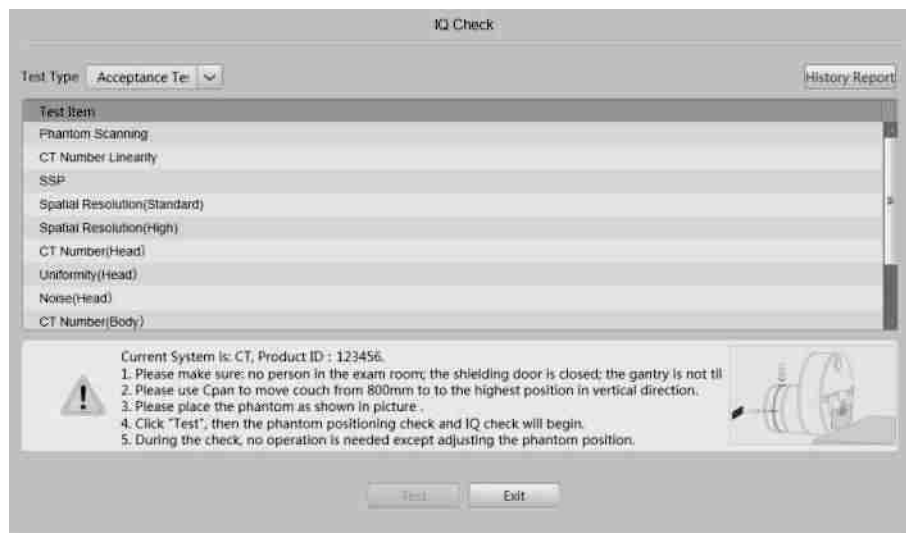 IQ Check
Test Type Acceptance Te History Report
Test Item
Phantom Scanning
CT Number Linearity
SSP
Spatial Resolution(Standard)
Spatial Resolution(High)
CT Number(Head)
Uniformity(Head)
Noise(Head)
CT Number(Body)
Current System is: CT, Product ID : 123456.
1. Please make sure: no person in the exam room; the shielding door is closed; the gantry is not til
2. Please use Cpan to move couch from 800mm to to the highest position in vertical direction.
3. Please place the phantom as shown in picture .
4. Click "Test", then the phantom positioning check and IQ check will begin.
5. During the check, no operation is needed except adjusting the phantom position.
Test Exit